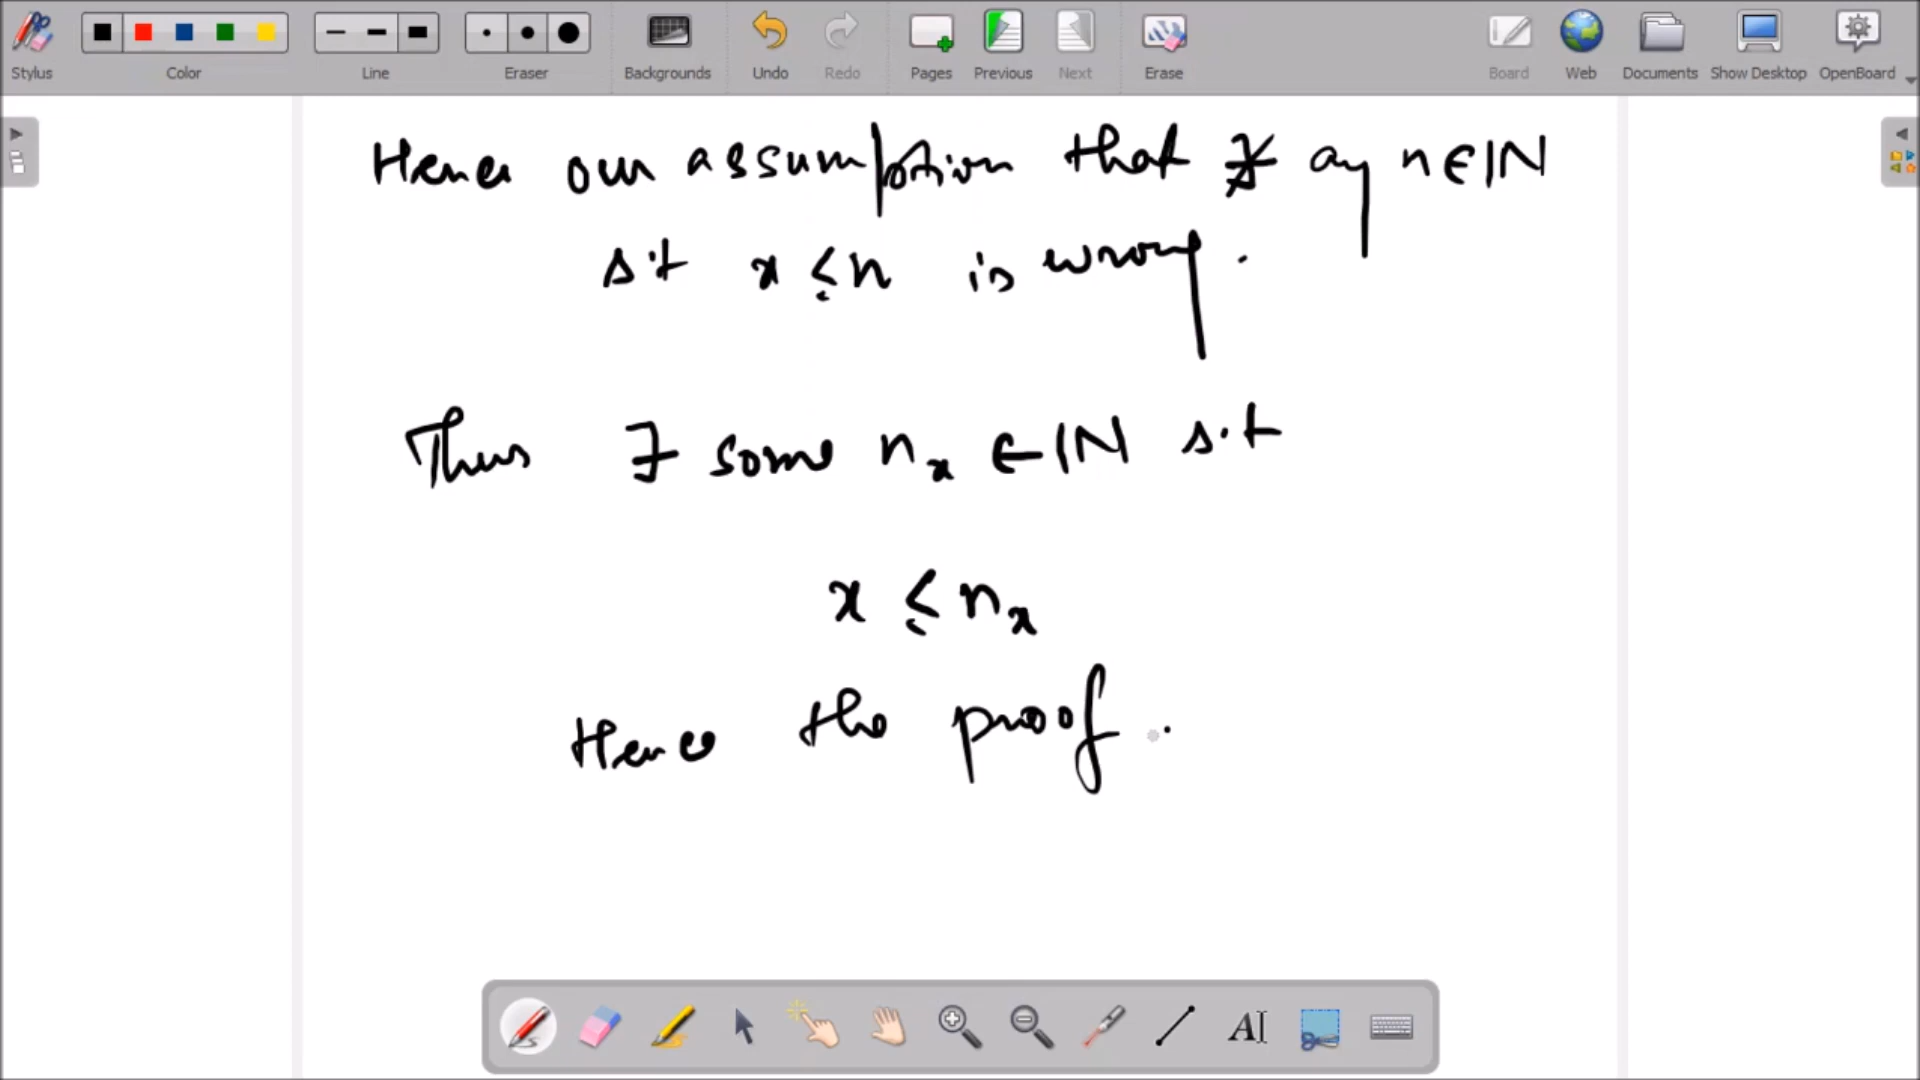 Stylus Color Line Eraser Backgrounds Undo Redo Pages Previous Next Erase Board Web Documents Show Desktop OpenBoard
Hence our assumption that ∄ any n∈ℕ
s.t x ≤ n is wrong.
Thus ∃ some nₓ ∈ ℕ s.t
x ≤ nₓ
Hence the proof.
AI